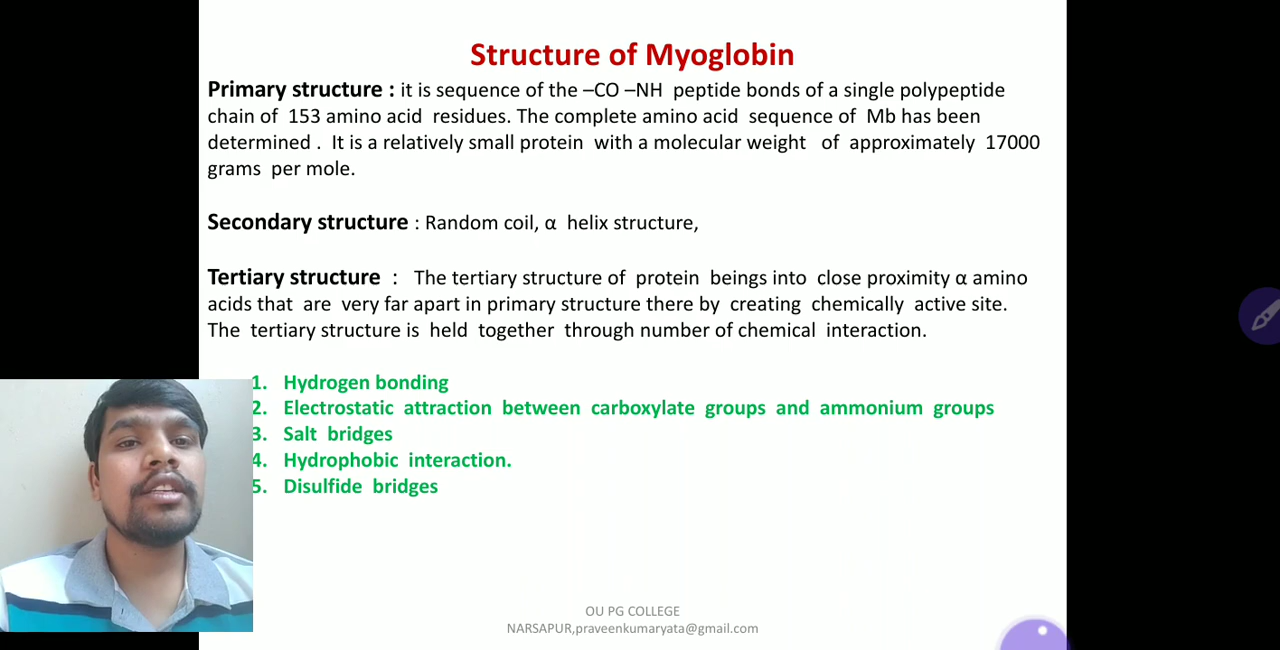 Structure of Myoglobin
Primary structure : it is sequence of the –CO –NH peptide bonds of a single polypeptide
chain of 153 amino acid residues. The complete amino acid sequence of Mb has been
determined . It is a relatively small protein with a molecular weight of approximately 17000
grams per mole.
Secondary structure : Random coil, α helix structure,
Tertiary structure : The tertiary structure of protein beings into close proximity α amino
acids that are very far apart in primary structure there by creating chemically active site.
The tertiary structure is held together through number of chemical interaction.
1. Hydrogen bonding
2. Electrostatic attraction between carboxylate groups and ammonium groups
3. Salt bridges
4. Hydrophobic interaction.
5. Disulfide bridges
OU PG COLLEGE
NARSAPUR,praveenkumaryata@gmail.com